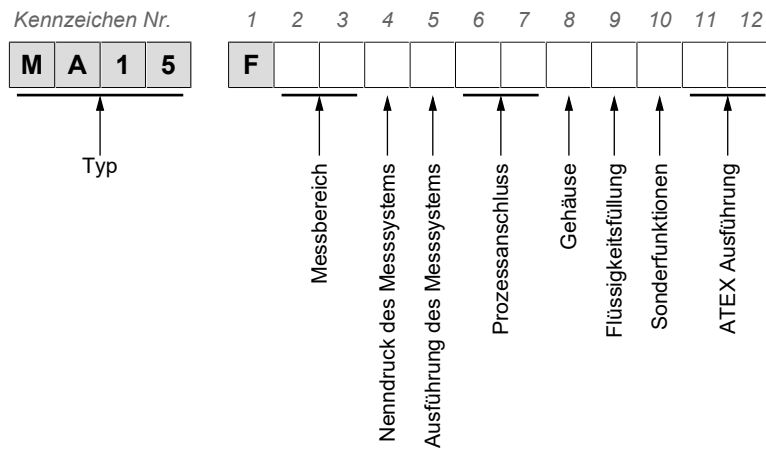 Kennzeichen Nr. 1 2 3 4 5 6 7 8 9 10 11 12
M A 1 5 F
Typ
Messbereich
Nenndruck des Messsystems
Ausführung des Messsystems
Prozessanschluss
Gehäuse
Flüssigkeitsfüllung
Sonderfunktionen
ATEX Ausführung